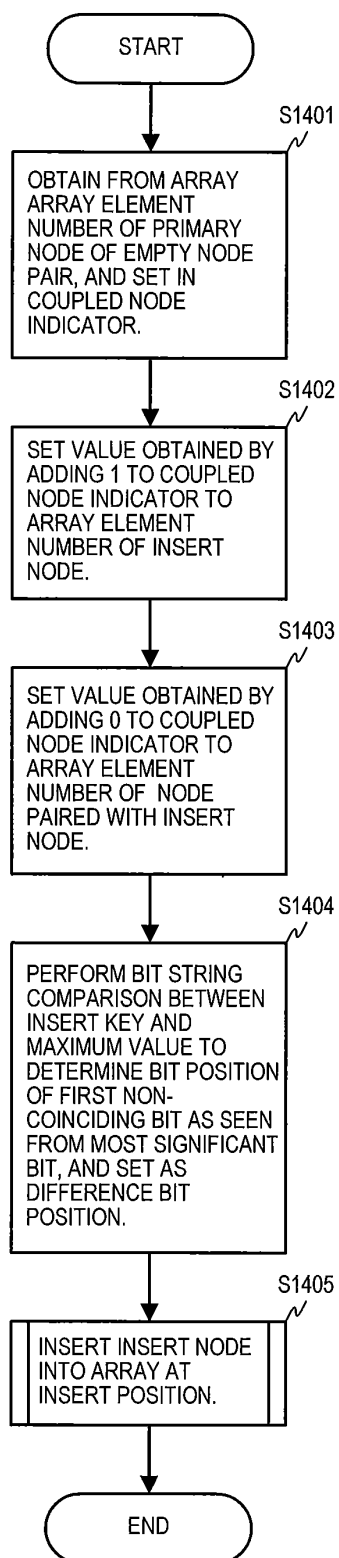 START
S1401
OBTAIN FROM ARRAY
ARRAY ELEMENT
NUMBER OF PRIMARY
NODE OF EMPTY NODE
PAIR, AND SET IN
COUPLED NODE
INDICATOR.
S1402
SET VALUE OBTAINED BY
ADDING 1 TO COUPLED
NODE INDICATOR TO
ARRAY ELEMENT
NUMBER OF INSERT
NODE.
S1403
SET VALUE OBTAINED BY
ADDING 0 TO COUPLED
NODE INDICATOR TO
ARRAY ELEMENT
NUMBER OF NODE
PAIRED WITH INSERT
NODE.
S1404
PERFORM BIT STRING
COMPARISON BETWEEN
INSERT KEY AND
MAXIMUM VALUE TO
DETERMINE BIT POSITION
OF FIRST NON-
COINCIDING BIT AS SEEN
FROM MOST SIGNIFICANT
BIT, AND SET AS
DIFFERENCE BIT
POSITION.
S1405
INSERT INSERT NODE
INTO ARRAY AT
INSERT POSITION.
END